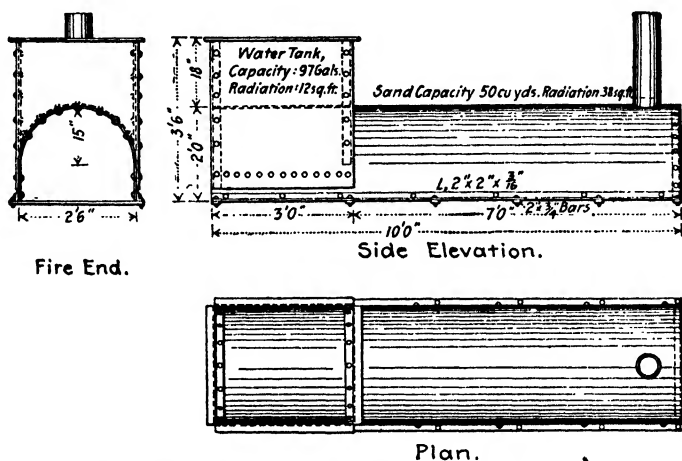 Water Tank,
Capacity: 97Gals.
Radiation: 12 sq. ft.
Sand Capacity 50 cu yds. Radiation 38 sq. ft.
18"
3'6"
2'0"
15"
L, 2" x 2" x 3/16"
2'6"
3'0"
7'0"
2" x 3/4" Bars
10'0"
Fire End.
Side Elevation.
Plan.